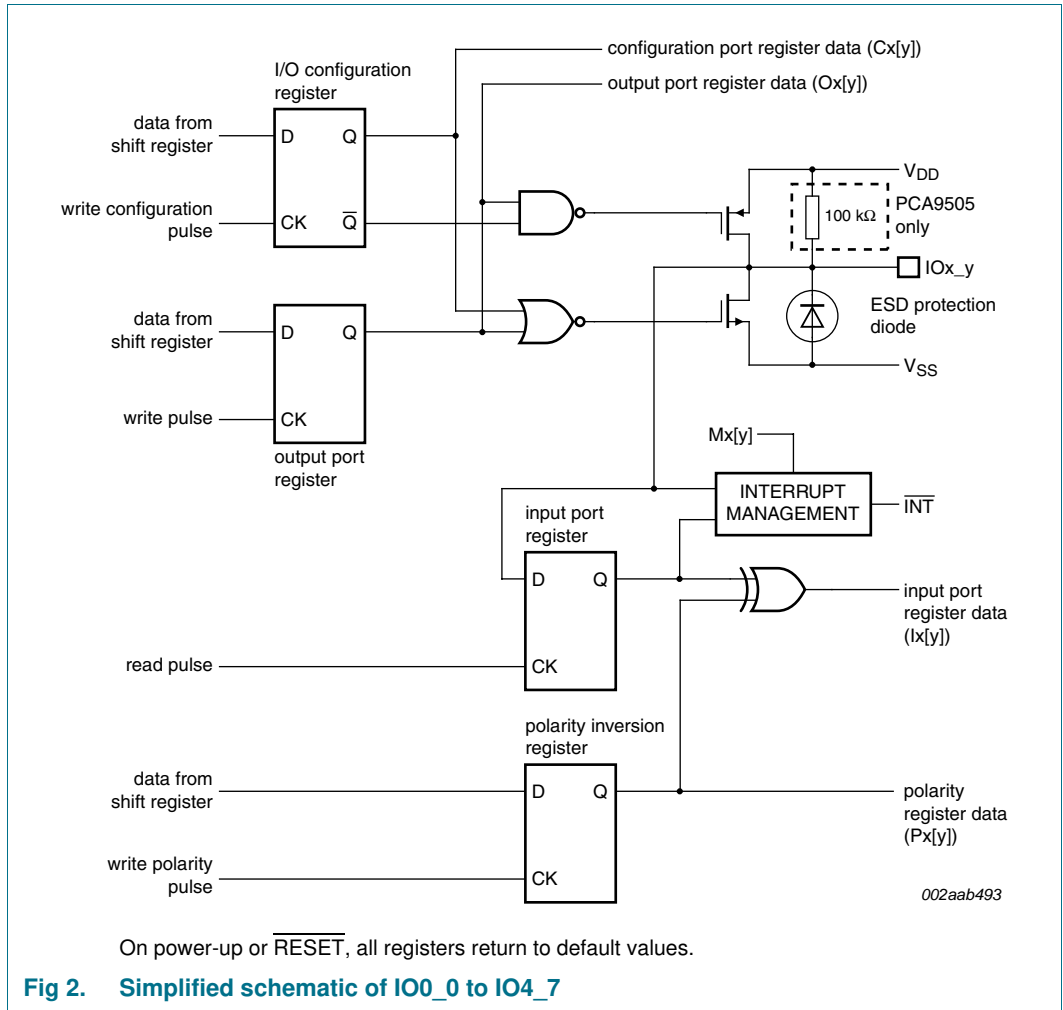 configuration port register data (Cx[y])
output port register data (Ox[y])
I/O configuration
register
data from
shift register
D
Q
write configuration
pulse
CK
Q̅
V_DD
100 kΩ
PCA9505
only
IOx_y
ESD protection
diode
V_SS
data from
shift register
D
Q
write pulse
CK
output port
register
Mx[y]
INTERRUPT
MANAGEMENT
I̅N̅T̅
input port
register
D
Q
read pulse
CK
input port
register data
(Ix[y])
polarity inversion
register
data from
shift register
D
Q
write polarity
pulse
CK
polarity
register data
(Px[y])
002aab493
On power-up or R̅E̅S̅E̅T̅, all registers return to default values.
Fig 2. Simplified schematic of IO0_0 to IO4_7